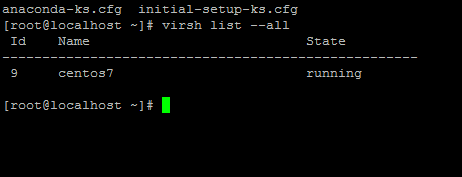 anaconda-ks.cfg  initial-setup-ks.cfg
[root@localhost ~]# virsh list --all
 Id    Name                           State
----------------------------------------------------
 9     centos7                        running

[root@localhost ~]#